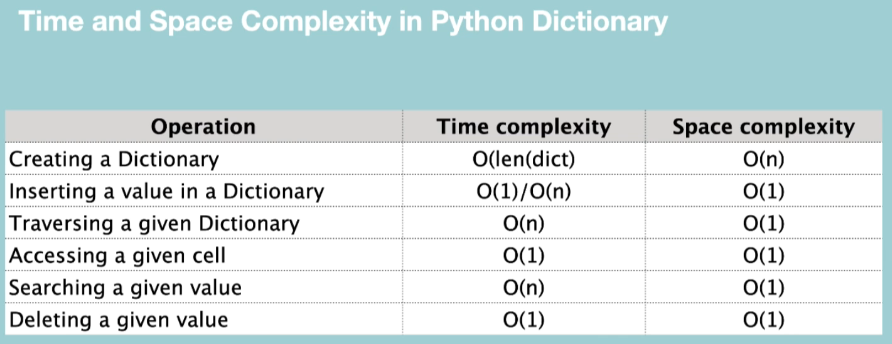 Time and Space Complexity in Python Dictionary
Operation Time complexity Space complexity
Creating a Dictionary O(len(dict) O(n)
Inserting a value in a Dictionary O(1)/O(n) O(1)
Traversing a given Dictionary O(n) O(1)
Accessing a given cell O(1) O(1)
Searching a given value O(n) O(1)
Deleting a given value O(1) O(1)